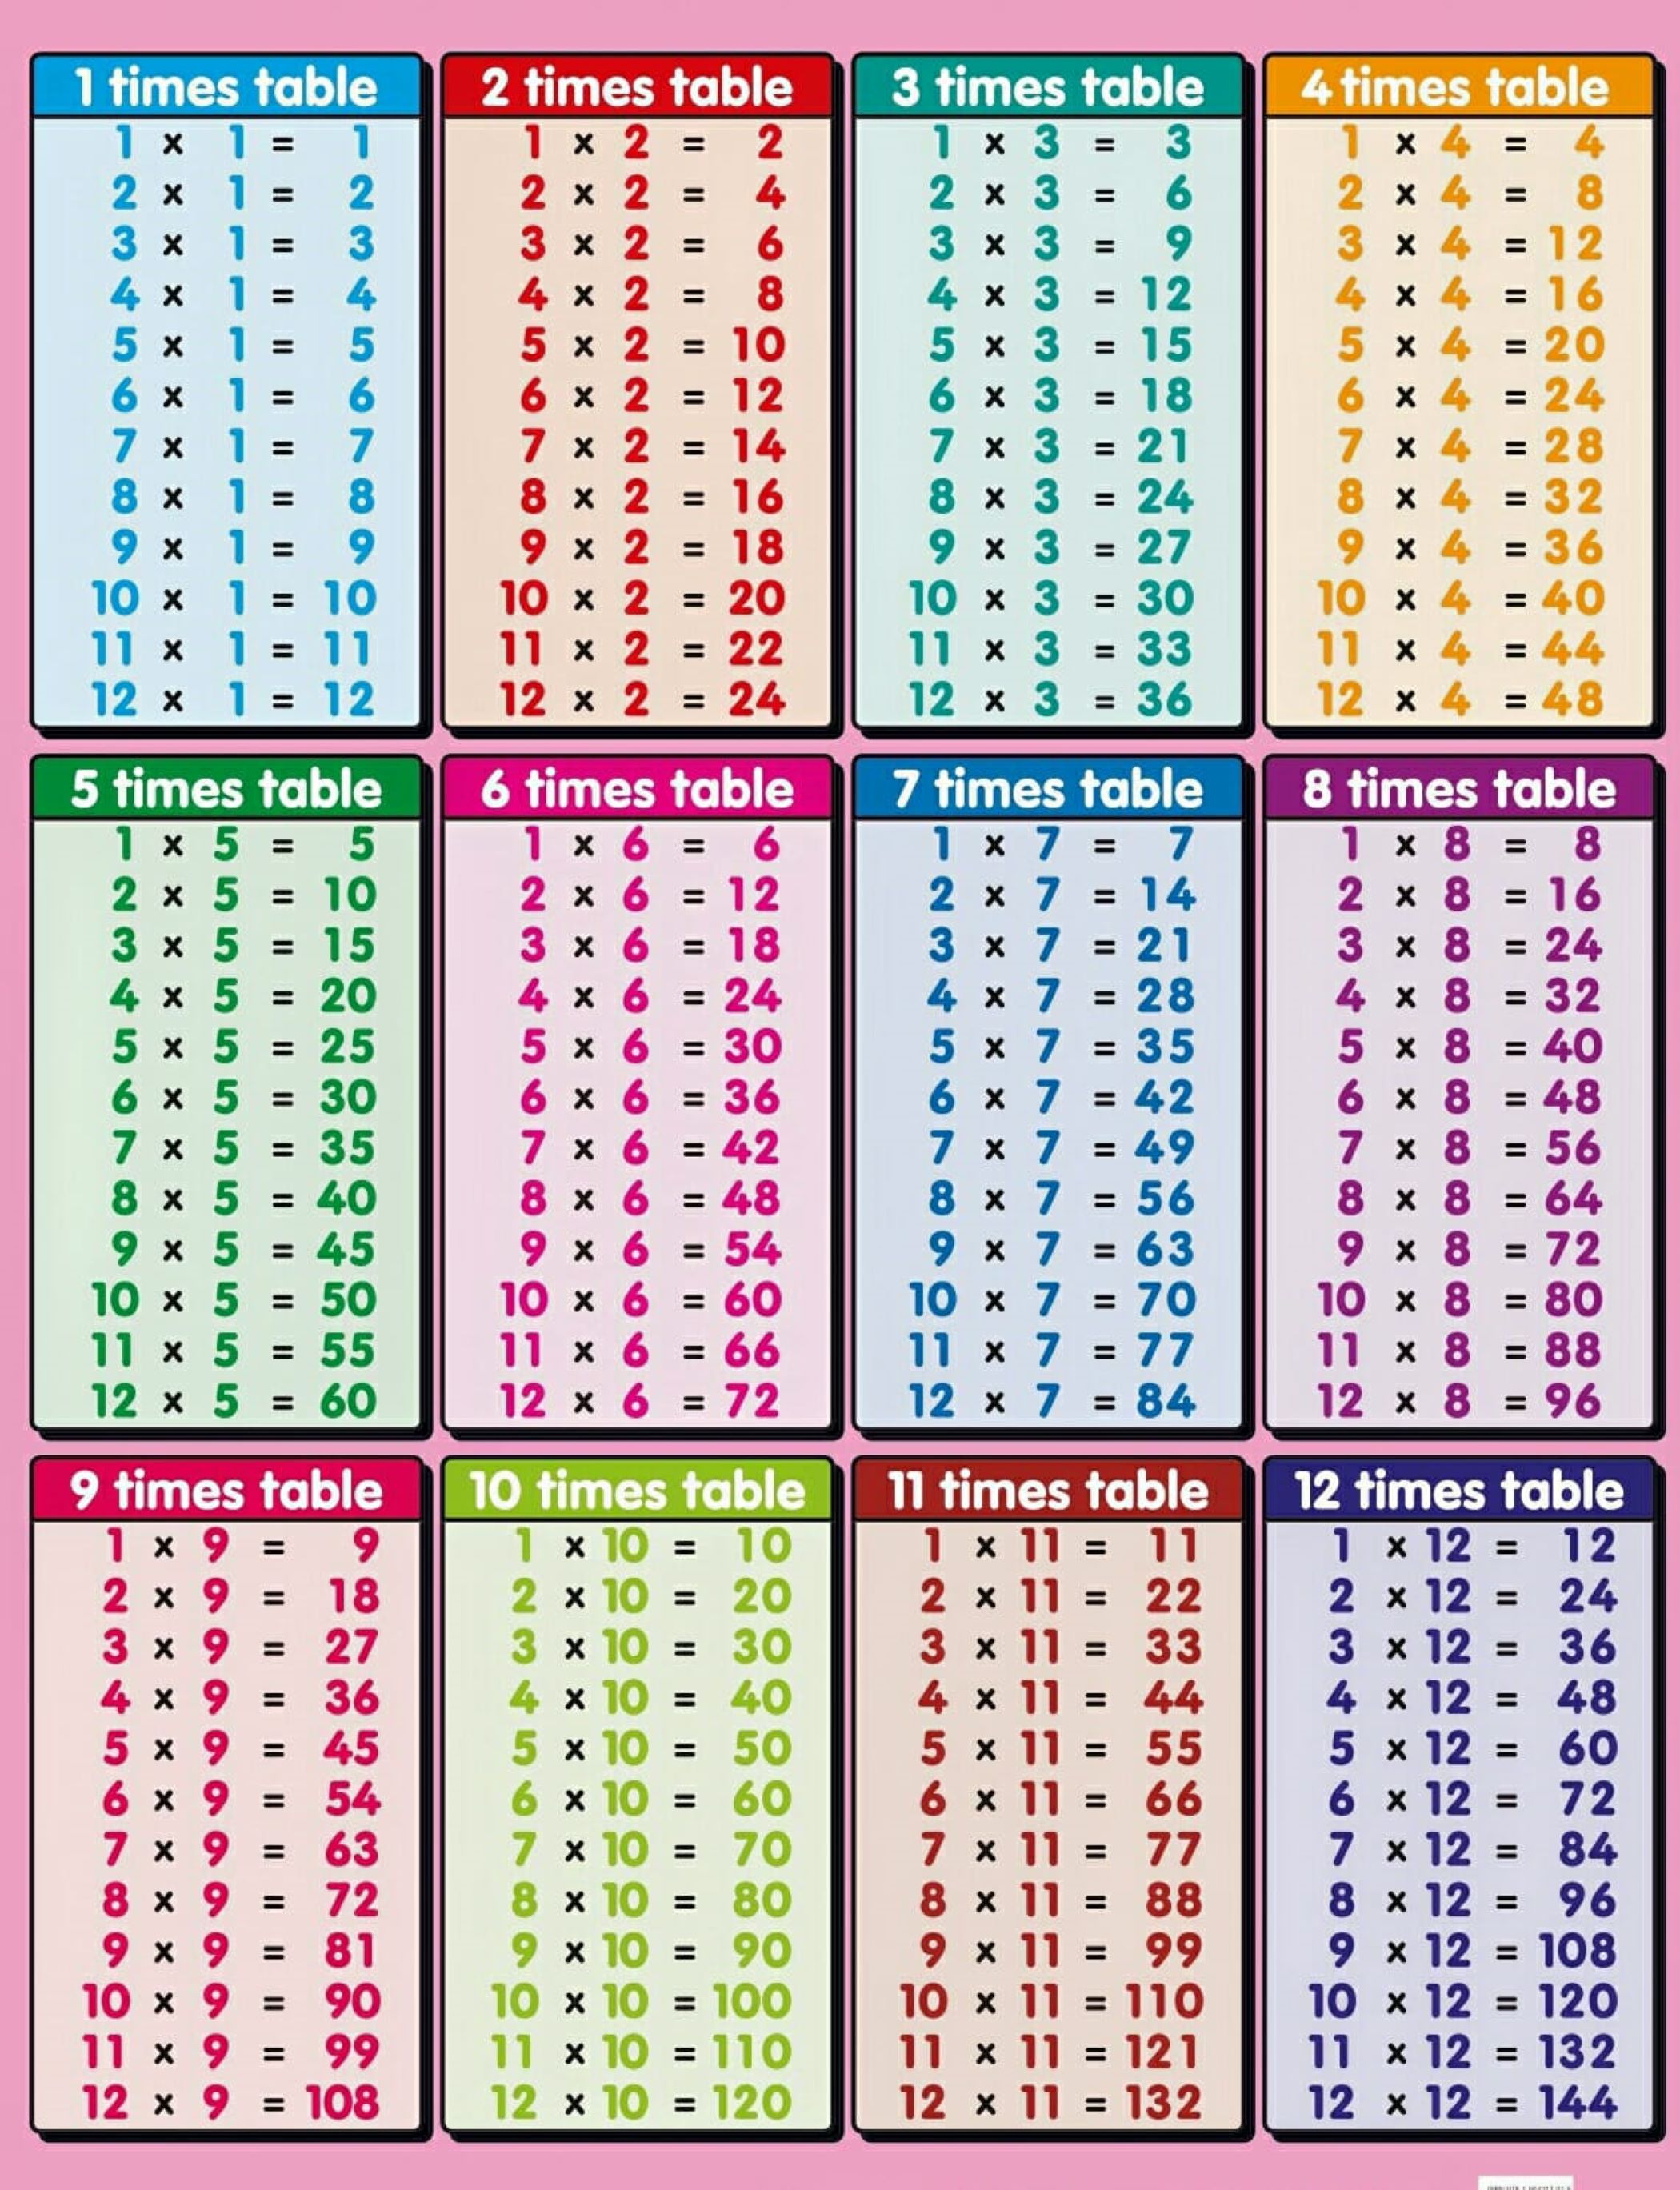 1 times table
1 × 1 = 1
2 × 1 = 2
3 × 1 = 3
4 × 1 = 4
5 × 1 = 5
6 × 1 = 6
7 × 1 = 7
8 × 1 = 8
9 × 1 = 9
10 × 1 = 10
11 × 1 = 11
12 × 1 = 12
2 times table
1 × 2 = 2
2 × 2 = 4
3 × 2 = 6
4 × 2 = 8
5 × 2 = 10
6 × 2 = 12
7 × 2 = 14
8 × 2 = 16
9 × 2 = 18
10 × 2 = 20
11 × 2 = 22
12 × 2 = 24
3 times table
1 × 3 = 3
2 × 3 = 6
3 × 3 = 9
4 × 3 = 12
5 × 3 = 15
6 × 3 = 18
7 × 3 = 21
8 × 3 = 24
9 × 3 = 27
10 × 3 = 30
11 × 3 = 33
12 × 3 = 36
4 times table
1 × 4 = 4
2 × 4 = 8
3 × 4 = 12
4 × 4 = 16
5 × 4 = 20
6 × 4 = 24
7 × 4 = 28
8 × 4 = 32
9 × 4 = 36
10 × 4 = 40
11 × 4 = 44
12 × 4 = 48
5 times table
1 × 5 = 5
2 × 5 = 10
3 × 5 = 15
4 × 5 = 20
5 × 5 = 25
6 × 5 = 30
7 × 5 = 35
8 × 5 = 40
9 × 5 = 45
10 × 5 = 50
11 × 5 = 55
12 × 5 = 60
6 times table
1 × 6 = 6
2 × 6 = 12
3 × 6 = 18
4 × 6 = 24
5 × 6 = 30
6 × 6 = 36
7 × 6 = 42
8 × 6 = 48
9 × 6 = 54
10 × 6 = 60
11 × 6 = 66
12 × 6 = 72
7 times table
1 × 7 = 7
2 × 7 = 14
3 × 7 = 21
4 × 7 = 28
5 × 7 = 35
6 × 7 = 42
7 × 7 = 49
8 × 7 = 56
9 × 7 = 63
10 × 7 = 70
11 × 7 = 77
12 × 7 = 84
8 times table
1 × 8 = 8
2 × 8 = 16
3 × 8 = 24
4 × 8 = 32
5 × 8 = 40
6 × 8 = 48
7 × 8 = 56
8 × 8 = 64
9 × 8 = 72
10 × 8 = 80
11 × 8 = 88
12 × 8 = 96
9 times table
1 × 9 = 9
2 × 9 = 18
3 × 9 = 27
4 × 9 = 36
5 × 9 = 45
6 × 9 = 54
7 × 9 = 63
8 × 9 = 72
9 × 9 = 81
10 × 9 = 90
11 × 9 = 99
12 × 9 = 108
10 times table
1 × 10 = 10
2 × 10 = 20
3 × 10 = 30
4 × 10 = 40
5 × 10 = 50
6 × 10 = 60
7 × 10 = 70
8 × 10 = 80
9 × 10 = 90
10 × 10 = 100
11 × 10 = 110
12 × 10 = 120
11 times table
1 × 11 = 11
2 × 11 = 22
3 × 11 = 33
4 × 11 = 44
5 × 11 = 55
6 × 11 = 66
7 × 11 = 77
8 × 11 = 88
9 × 11 = 99
10 × 11 = 110
11 × 11 = 121
12 × 11 = 132
12 times table
1 × 12 = 12
2 × 12 = 24
3 × 12 = 36
4 × 12 = 48
5 × 12 = 60
6 × 12 = 72
7 × 12 = 84
8 × 12 = 96
9 × 12 = 108
10 × 12 = 120
11 × 12 = 132
12 × 12 = 144